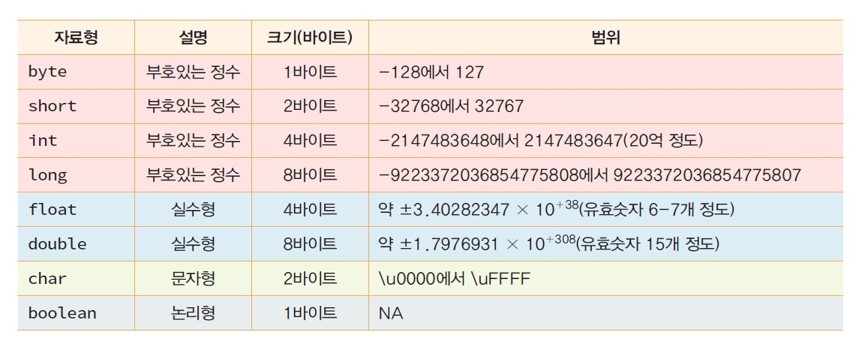 자료형 설명 크기(바이트) 범위
byte 부호있는 정수 1바이트 -128에서 127
short 부호있는 정수 2바이트 -32768에서 32767
int 부호있는 정수 4바이트 -2147483648에서 2147483647(20억 정도)
long 부호있는 정수 8바이트 -9223372036854775808에서 9223372036854775807
float 실수형 4바이트 약 ±3.40282347 × 10⁺³⁸(유효숫자 6-7개 정도)
double 실수형 8바이트 약 ±1.7976931 × 10⁺³⁰⁸(유효숫자 15개 정도)
char 문자형 2바이트 \u0000에서 \uFFFF
boolean 논리형 1바이트 NA